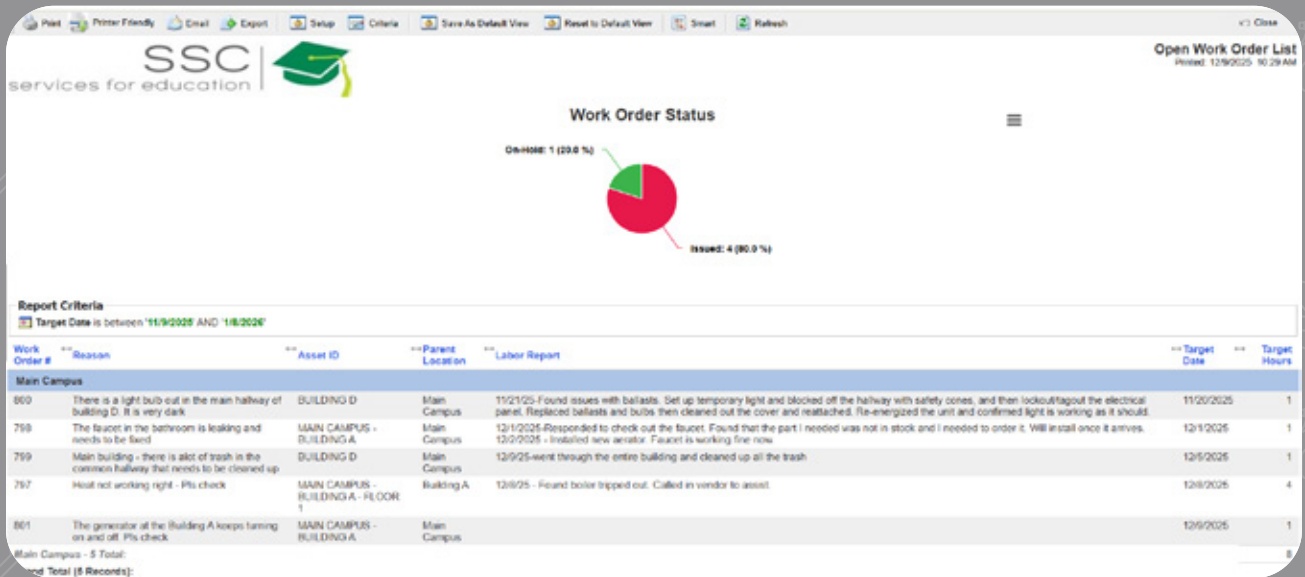 Print Printer Friendly Email Export Setup Criteria Save As Default View Reset to Default View Smart Refresh Close
SSC
services for education
Open Work Order List
Printed: 12/9/2025 10:29 AM
Work Order Status
On-Hold: 1 (20.0 %)
Issued: 4 (80.0 %)
Report Criteria
Target Date is between '11/9/2025' AND '1/8/2026'
Work Order # Reason Asset ID Parent Location Labor Report Target Date Target Hours
Main Campus
800 There is a light bulb out in the main hallway of building D. It is very dark BUILDING D Main Campus 11/21/25-Found issues with ballasts. Set up temporary light and blocked off the hallway with safety cones, and then lockout/tagout the electrical panel. Replaced ballasts and bulbs then cleaned out the cover and reattached. Re-energized the unit and confirmed light is working as it should. 11/20/2025 1
798 The faucet in the bathroom is leaking and needs to be fixed MAIN CAMPUS - BUILDING A Main Campus 12/1/2025-Responded to check out the faucet. Found that the part I needed was not in stock and I needed to order it. Will install once it arrives. 12/2/2025 - Installed new aerator. Faucet is working fine now. 12/1/2025 1
799 Main building - there is alot of trash in the common hallway that needs to be cleaned up BUILDING D Main Campus went through the entire building and cleaned up all the trash 12/5/2025 1
797 Heat not working right - Pls check MAIN CAMPUS - BUILDING A - FLOOR 1 Building A 12/8/25 - Found boiler tripped out. Called in vendor to assist. 12/8/2025 4
801 The generator at the Building A keeps turning on and off. Pls check MAIN CAMPUS - BUILDING A Main Campus 12/9/2025 1
Main Campus - 5 Total: 8
Total [5 Records]: